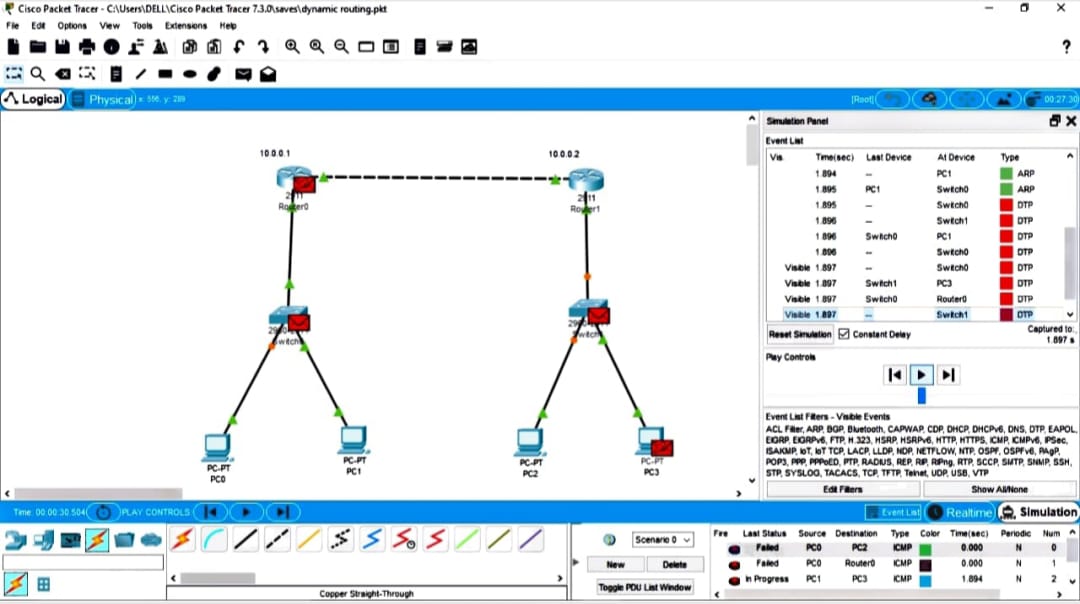 Cisco Packet Tracer - C:\Users\DELL\Cisco Packet Tracer 7.3.0\saves\dynamic routing.pkt
File Edit Options View Tools Extensions Help
?
Logical Physical x: 556, y: 289 [Root] 00:27:30
Simulation Panel
Event List
Vis. Time(sec) Last Device At Device Type
1.894 -- PC1 ARP
1.895 PC1 Switch0 ARP
1.895 -- Switch0 DTP
1.896 -- Switch1 DTP
1.896 Switch0 PC1 DTP
1.896 -- Switch0 DTP
Visible 1.897 -- Switch0 DTP
Visible 1.897 Switch1 PC3 DTP
Visible 1.897 Switch0 Router0 DTP
Visible 1.897 -- Switch1 DTP
Reset Simulation Constant Delay Captured to:
1.897 s
Play Controls
Event List Filters - Visible Events
ACL Filter, ARP, BGP, Bluetooth, CAPWAP, CDP, DHCP, DHCPv6, DNS, DTP, EAPOL,
EIGRP, EIGRPv6, FTP, H.323, HSRP, HSRPv6, HTTP, HTTPS, ICMP, ICMPv6, IPSec,
ISAKMP, IoT, IoT TCP, LACP, LLDP, NDP, NETFLOW, NTP, OSPF, OSPFv6, PAgP,
POP3, PPP, PPPoED, PTP, RADIUS, REP, RIP, RIPng, RTP, SCCP, SMTP, SNMP, SSH,
STP, SYSLOG, TACACS, TCP, TFTP, Telnet, UDP, USB, VTP
Edit Filters Show All/None
10.0.0.1 10.0.0.2
Router0
2911
Router1
PC-PT
PC0
PC-PT
PC1
PC-PT
PC2
PC-PT
PC3
Time: 00:00:30.504 PLAY CONTROLS: Event List Realtime Simulation
Scenario 0
New Delete
Toggle PDU List Window
Copper Straight-Through
Fire Last Status Source Destination Type Color Time(sec) Periodic Num
Failed PC0 PC2 ICMP 0.000 N 0
Failed PC0 Router0 ICMP 0.000 N 1
In Progress PC1 PC3 ICMP 1.894 N 2